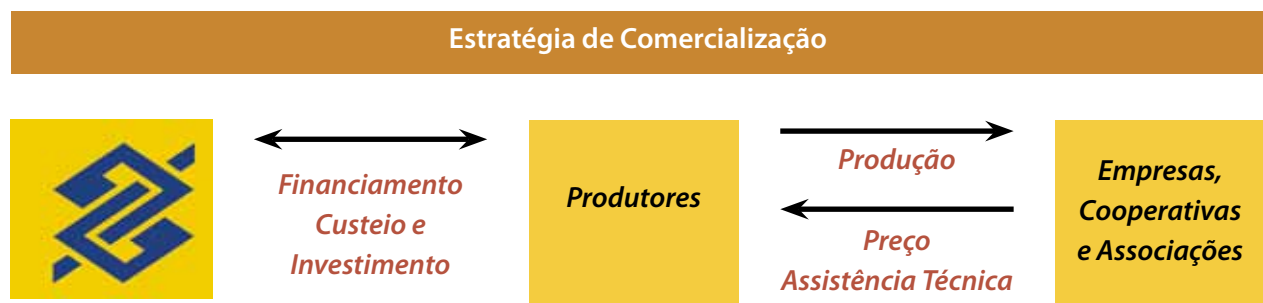 Estratégia de Comercialização
Financiamento
Custeio e
Investimento
Produtores
Produção
Preço
Assistência Técnica
Empresas,
Cooperativas
e Associações